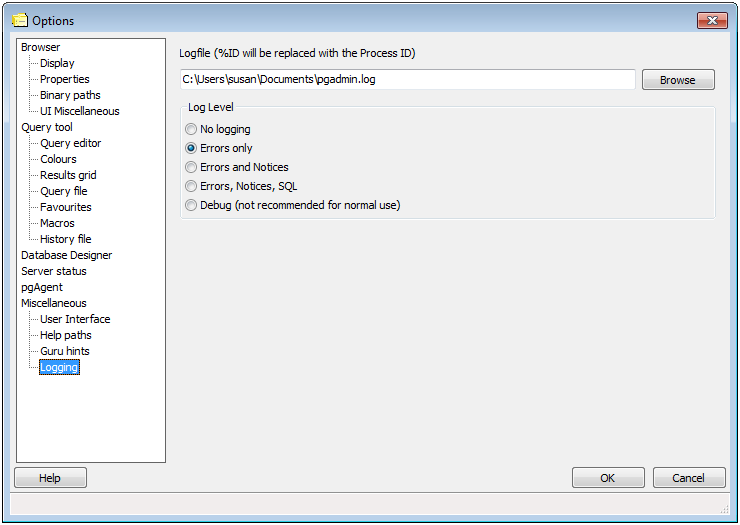 Options
Browser
Display
Properties
Binary paths
UI Miscellaneous
Query tool
Query editor
Colours
Results grid
Query file
Favourites
Macros
History file
Database Designer
Server status
pgAgent
Miscellaneous
User Interface
Help paths
Guru hints
Logging
Logfile (%ID will be replaced with the Process ID)
C:\Users\susan\Documents\pgadmin.log
Browse
Log Level
No logging
Errors only
Errors and Notices
Errors, Notices, SQL
Debug (not recommended for normal use)
Help
OK
Cancel